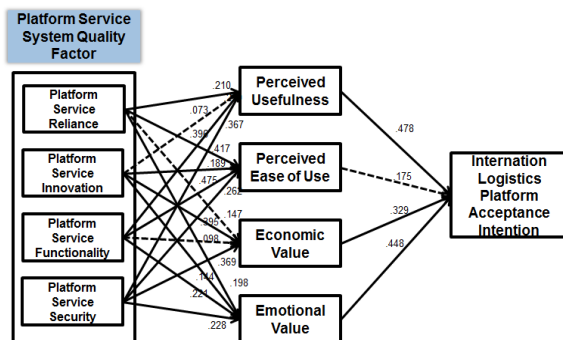 Platform Service
System Quality
Factor
Platform
Service
Reliance
Platform
Service
Innovation
Platform
Service
Functionality
Platform
Service
Security
.210
.073
.396
.367
.417
.189
.475
.262
.147
.395
.098
.369
.144
.221
.198
.228
Perceived
Usefulness
Perceived
Ease of Use
Economic
Value
Emotional
Value
.478
.175
.329
.448
Internation
Logistics
Platform
Acceptance
Intention